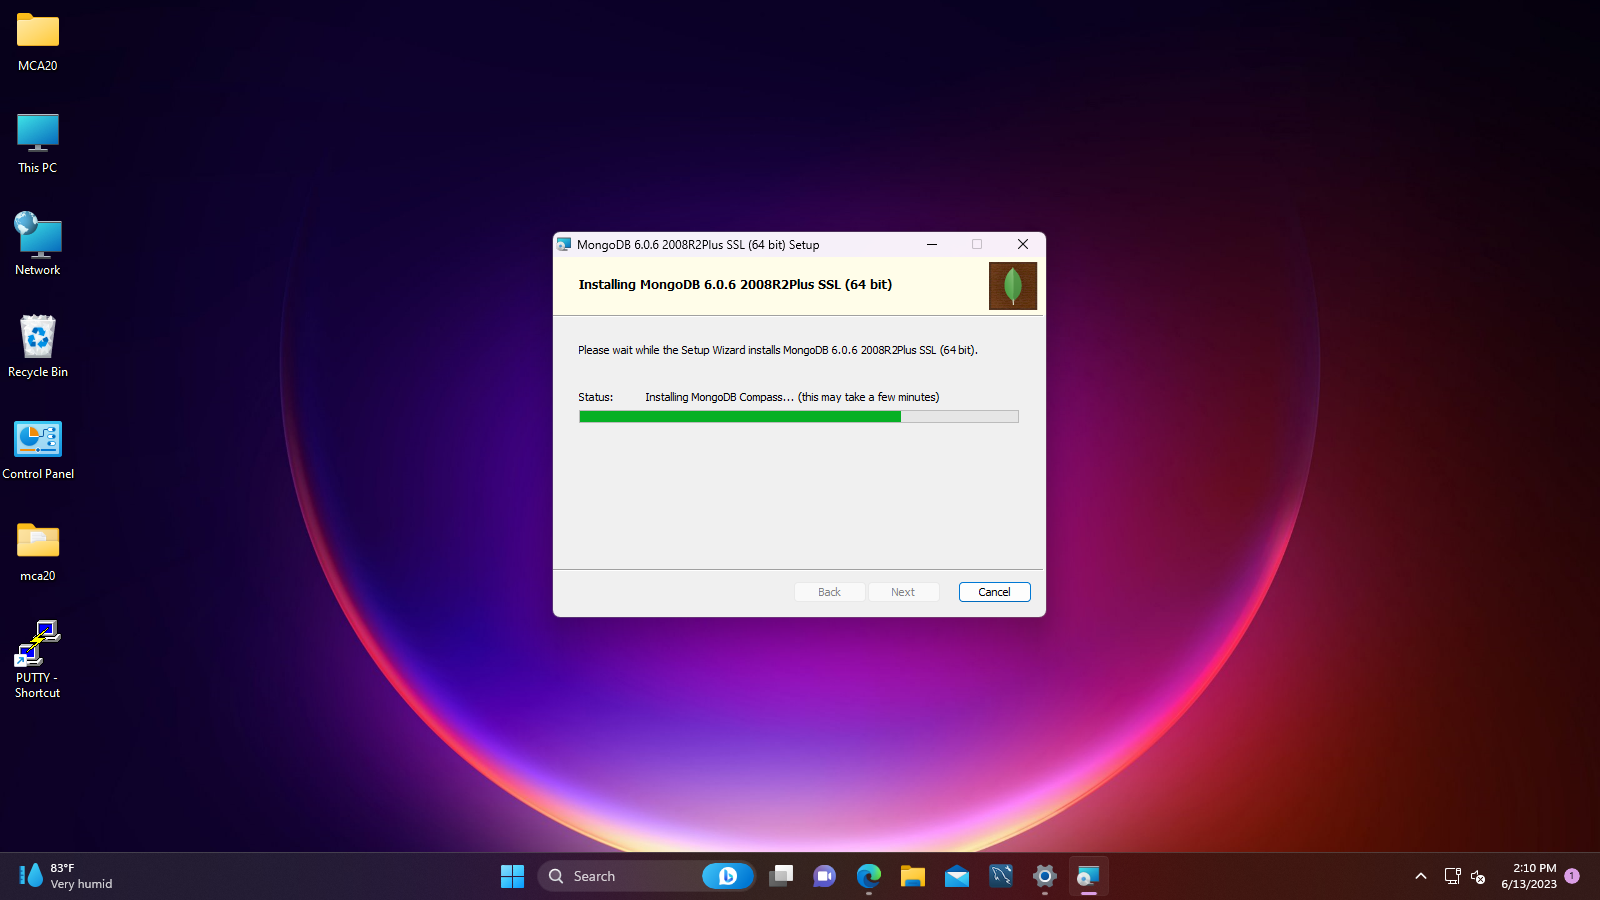 MCA20
This PC
Network
Recycle Bin
Control Panel
mca20
PUTTY -
Shortcut
MongoDB 6.0.6 2008R2Plus SSL (64 bit) Setup
Installing MongoDB 6.0.6 2008R2Plus SSL (64 bit)
Please wait while the Setup Wizard installs MongoDB 6.0.6 2008R2Plus SSL (64 bit).
Status: Installing MongoDB Compass... (this may take a few minutes)
Back Next Cancel
83°F
Very humid
Search
2:10 PM
6/13/2023
1